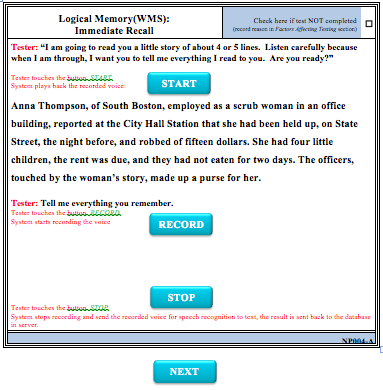 Logical Memory(WMS):
Immediate Recall
Check here if test NOT completed
(record reason in Factors Affecting Testing section)
Tester: “I am going to read you a little story of about 4 or 5 lines. Listen carefully because
when I am through, I want you to tell me everything I read to you. Are you ready?”
Tester touches the button START
System plays back the recorded voice:
START
Anna Thompson, of South Boston, employed as a scrub woman in an office
building, reported at the City Hall Station that she had been held up, on State
Street, the night before, and robbed of fifteen dollars. She had four little
children, the rent was due, and they had not eaten for two days. The officers,
touched by the woman’s story, made up a purse for her.
Tester: Tell me everything you remember.
Tester touches the button RECORD
System starts recording the voice
RECORD
STOP
Tester touches the button STOP
System stops recording and send the recorded voice for speech recognition to text, the result is sent back to the database
in server.
NP004-A
NEXT